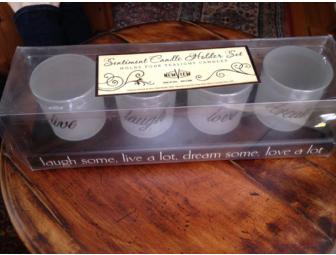 Sentiment Candle Holder Set
HOLDS FOUR TEALIGHT CANDLES
NEWVIEW
live
laugh
love
dream
laugh some, live a lot, dream some, love a lot